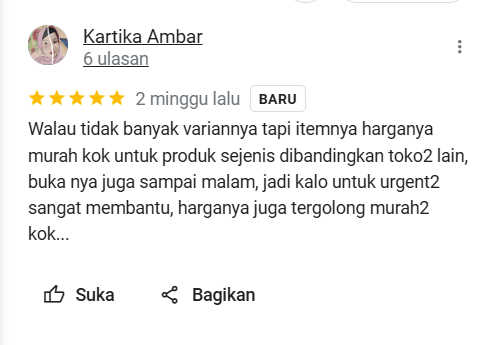 Kartika Ambar
6 ulasan
2 minggu lalu BARU
Walau tidak banyak variannya tapi itemnya harganya
murah kok untuk produk sejenis dibandingkan toko2 lain,
buka nya juga sampai malam, jadi kalo untuk urgent2
sangat membantu, harganya juga tergolong murah2
kok...
Suka Bagikan